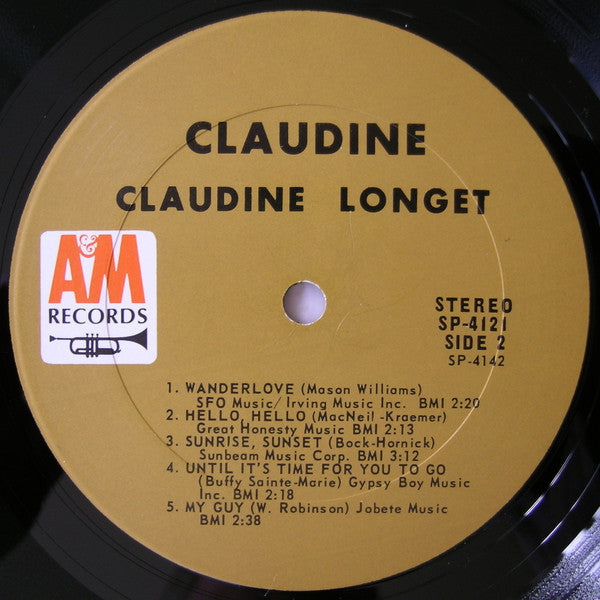 CLAUDINE
CLAUDINE LONGET
A&M
RECORDS
STEREO
SP-4121
SIDE 2
SP-4142
1. WANDERLOVE (Mason Williams)
SFO Music/Irving Music Inc. BMI 2:20
2. HELLO, HELLO (MacNeil -Kraemer)
Great Honesty Music BMI 2:13
3. SUNRISE, SUNSET (Bock-Hornick)
Sunbeam Music Corp. BMI 3:12
4. UNTIL IT'S TIME FOR YOU TO GO
(Buffy Sainte-Marie) Gypsy Boy Music
Inc. BMI 2:18
5. MY GUY (W. Robinson) Jobete Music
BMI 2:38